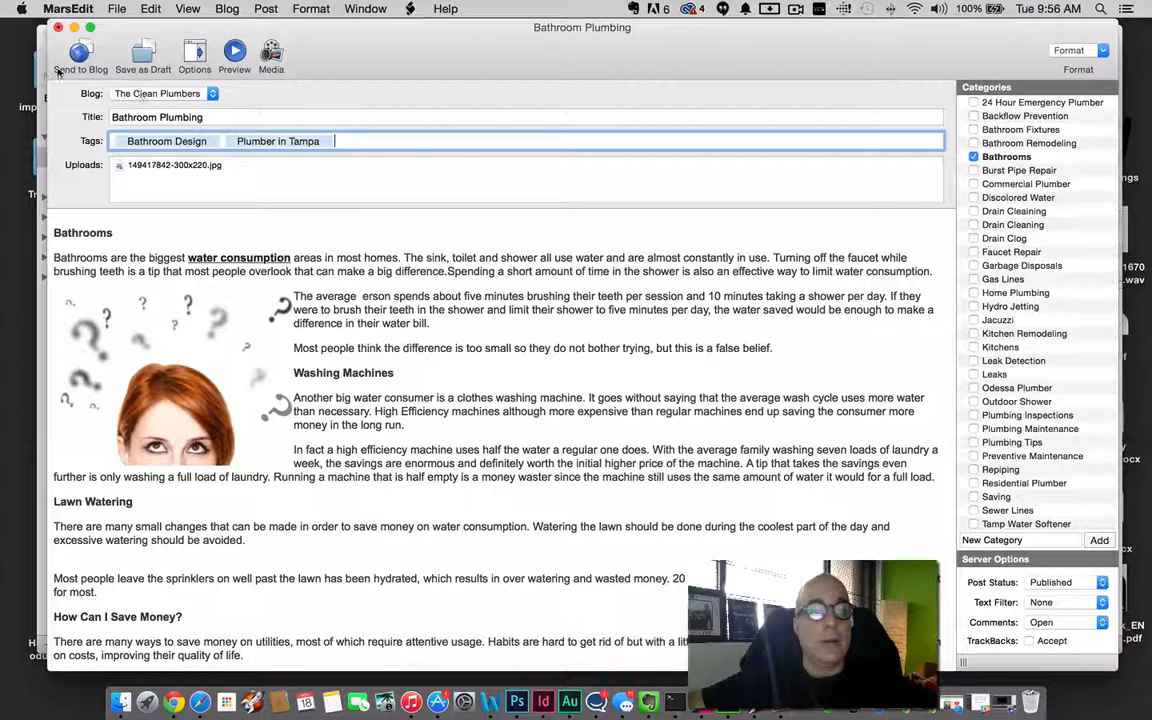 MarsEdit File Edit View Blog Post Format Window Help 6 4 100% Tue 9:56 AM
Bathroom Plumbing
Send to Blog Save as Draft Options Preview Media
Format
Format
Blog: The Clean Plumbers
Title: Bathroom Plumbing
Tags: Bathroom Design Plumber in Tampa
Uploads: 149417842-300x220.jpg
Bathrooms
Bathrooms are the biggest water consumption areas in most homes. The sink, toilet and shower all use water and are almost constantly in use. Turning off the faucet while
brushing teeth is a tip that most people overlook that can make a big difference.Spending a short amount of time in the shower is also an effective way to limit water consumption.
The average erson spends about five minutes brushing their teeth per session and 10 minutes taking a shower per day. If they
were to brush their teeth in the shower and limit their shower to five minutes per day, the water saved would be enough to make a
difference in their water bill.
Most people think the difference is too small so they do not bother trying, but this is a false belief.
Washing Machines
Another big water consumer is a clothes washing machine. It goes without saying that the average wash cycle uses more water
than necessary. High Efficiency machines although more expensive than regular machines end up saving the consumer more
money in the long run.
In fact a high efficiency machine uses half the water a regular one does. With the average family washing seven loads of laundry a
week, the savings are enormous and definitely worth the initial higher price of the machine. A tip that takes the savings even
further is only washing a full load of laundry. Running a machine that is half empty is a money waster since the machine still uses the same amount of water it would for a full load.
Lawn Watering
There are many small changes that can be made in order to save money on water consumption. Watering the lawn should be done during the coolest part of the day and
excessive watering should be avoided.
Most people leave the sprinklers on well past the lawn has been hydrated, which results in over watering and wasted money. 20
for most.
How Can I Save Money?
There are many ways to save money on utilities, most of which require attentive usage. Habits are hard to get rid of but with a
on costs, improving their quality of life.
Categories
24 Hour Emergency Plumber
Backflow Prevention
Bathroom Fixtures
Bathroom Remodeling
Bathrooms
Burst Pipe Repair
Commercial Plumber
Discolored Water
Drain Cleaining
Drain Cleaning
Drain Clog
Faucet Repair
Garbage Disposals
Gas Lines
Home Plumbing
Hydro Jetting
Jacuzzi
Kitchen Remodeling
Kitchens
Leak Detection
Leaks
Odessa Plumber
Outdoor Shower
Plumbing Inspections
Plumbing Maintenance
Plumbing Tips
Preventive Maintenance
Repiping
Residential Plumber
Saving
Sewer Lines
Tamp Water Softener
New Category Add
Server Options
Post Status: Published
Text Filter: None
Comments: Open
TrackBacks: Accept
1670
.wav
18
Ps Id Au